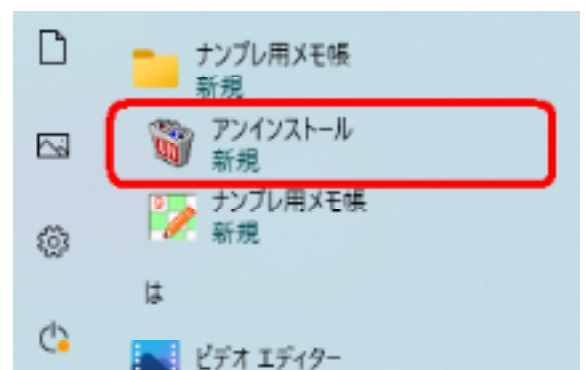 ナンプレ用メモ帳
新規
アンインストール
新規
ナンプレ用メモ帳
新規
は
ビデオ エディター